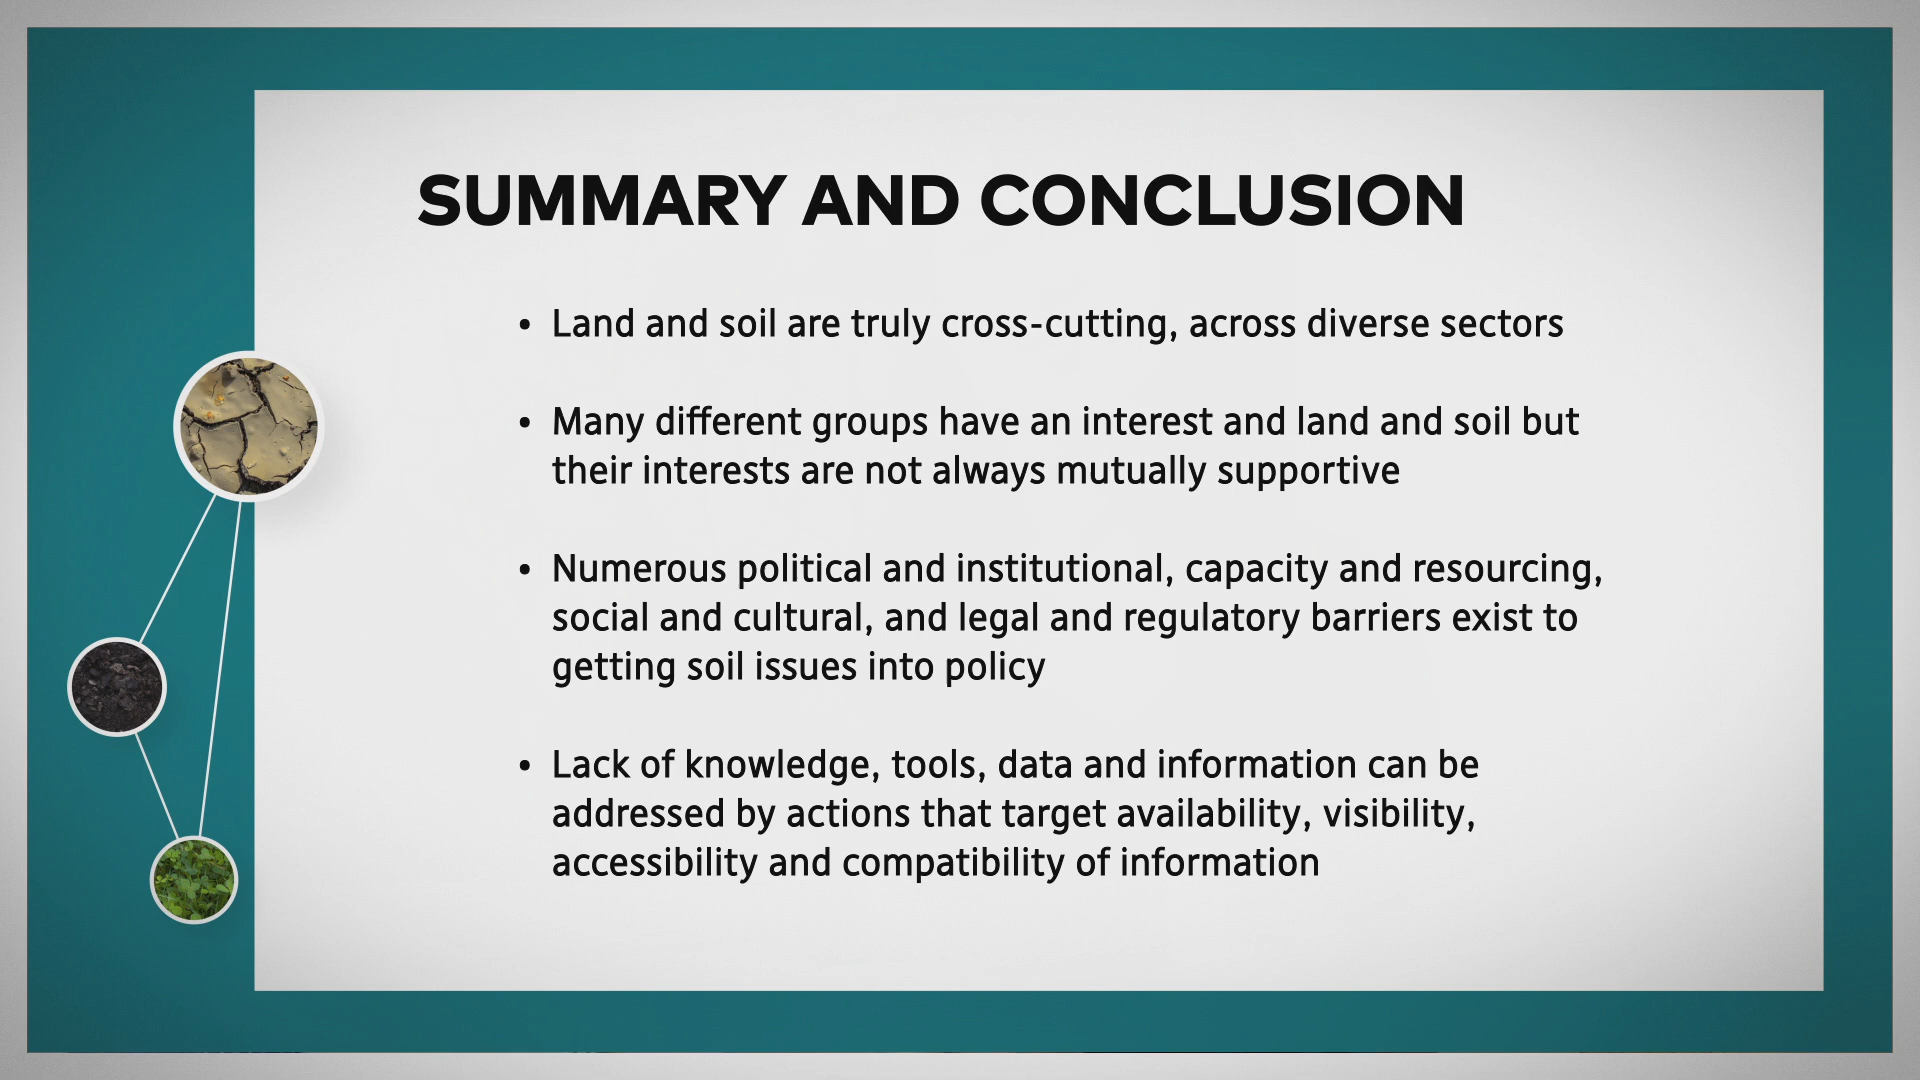 SUMMARY AND CONCLUSION
• Land and soil are truly cross-cutting, across diverse sectors
• Many different groups have an interest and land and soil but
their interests are not always mutually supportive
• Numerous political and institutional, capacity and resourcing,
social and cultural, and legal and regulatory barriers exist to
getting soil issues into policy
• Lack of knowledge, tools, data and information can be
addressed by actions that target availability, visibility,
accessibility and compatibility of information